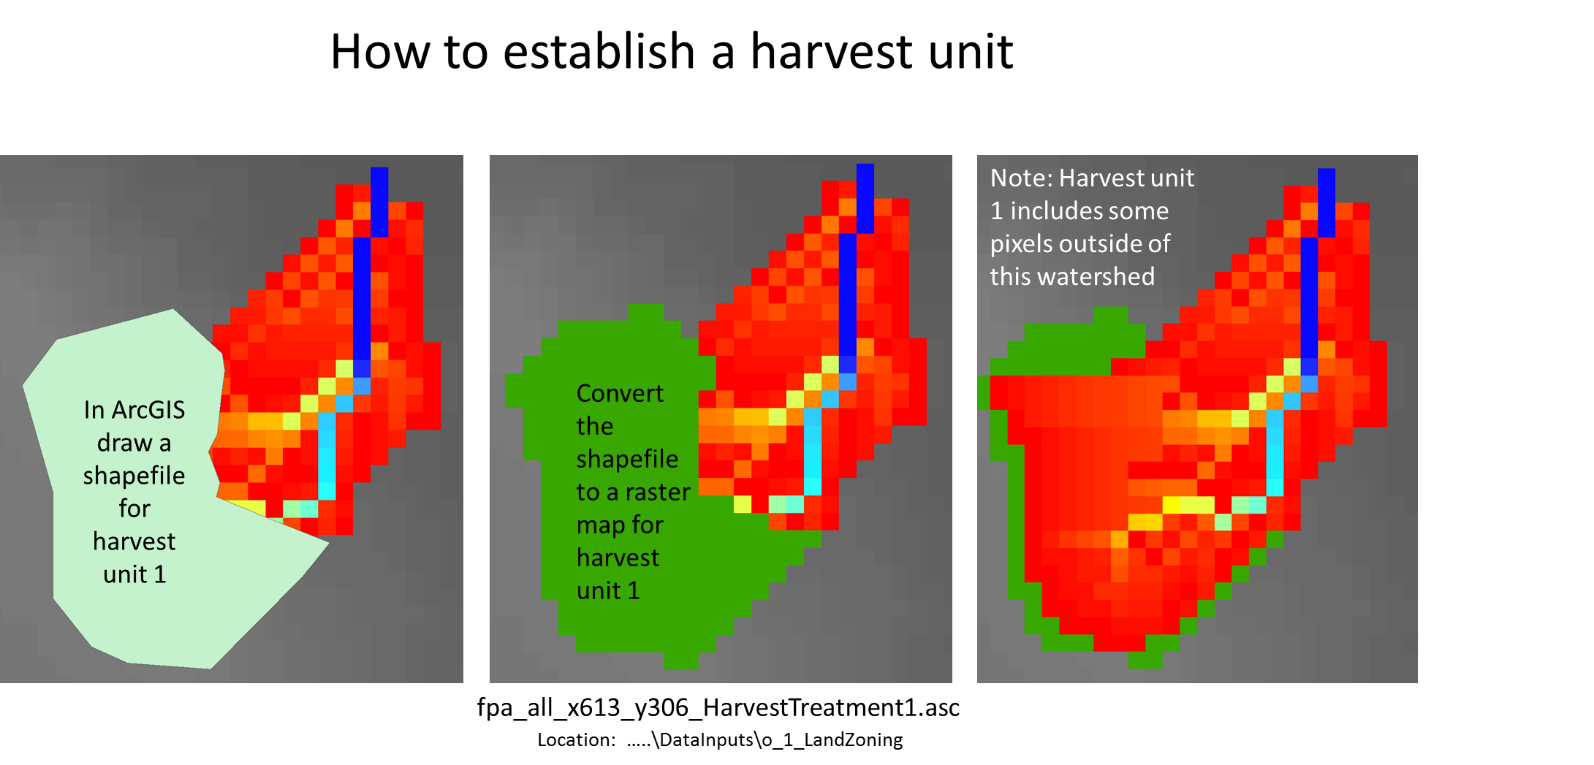 How to establish a harvest unit
In ArcGIS
draw a
shapefile
for
harvest
unit 1
Convert
the
shapefile
to a raster
map for
harvest
unit 1
Note: Harvest unit
1 includes some
pixels outside of
this watershed
fpa_all_x613_y306_HarvestTreatment1.asc
Location:  .....\DataInputs\o_1_LandZoning